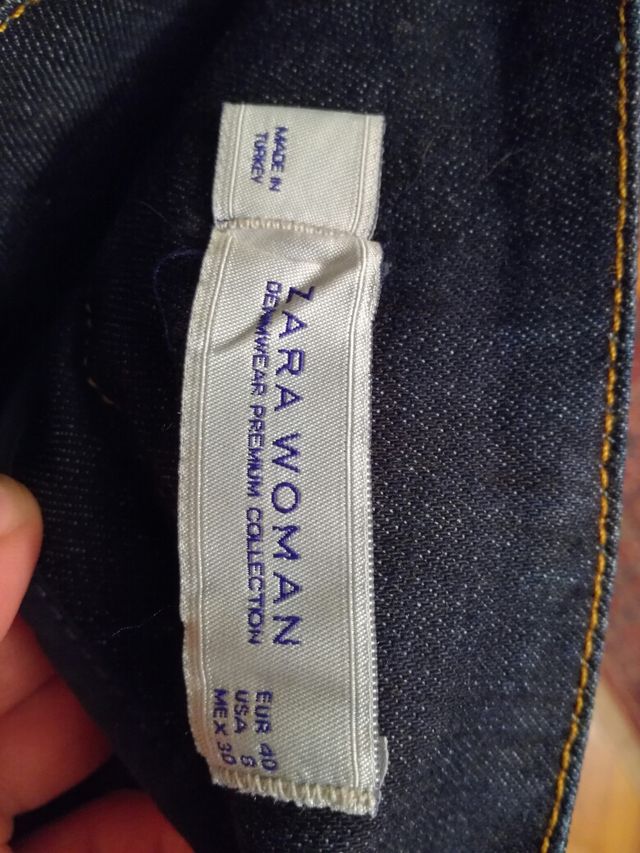 MADE IN
TURKEY
ZARA WOMAN
DENIMWEAR PREMIUM COLLECTION
EUR 40
USA 8
MEX 30